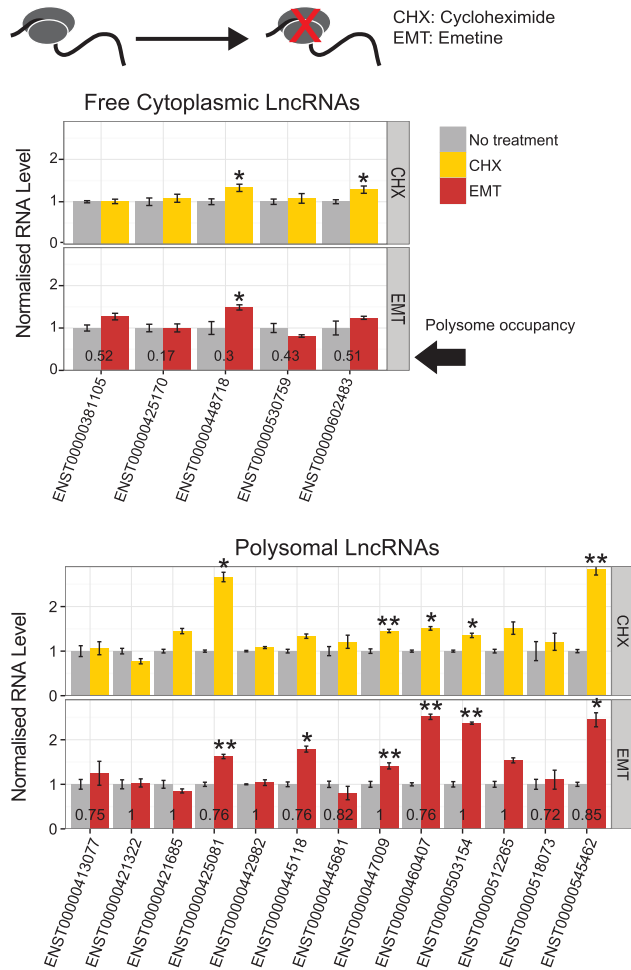 CHX: Cycloheximide
EMT: Emetine
Free Cytoplasmic LncRNAs
No treatment
CHX
EMT
Normalised RNA Level
2
1
0
CHX
* *
2
1
0
EMT
*
0.52 0.17 0.3 0.43 0.51
Polysome occupancy
ENST00000381105
ENST00000425170
ENST00000448718
ENST00000530759
ENST00000602483
Polysomal LncRNAs
Normalised RNA Level
2
1
0
CHX
* ** * * **
2
1
0
EMT
** * ** ** ** *
0.75 1 1 0.76 1 0.76 0.82 1 0.76 1 1 0.72 0.85
ENST00000413077
ENST00000421322
ENST00000421685
ENST00000425081
ENST00000442982
ENST00000445118
ENST00000445681
ENST00000447009
ENST00000460407
ENST00000503154
ENST00000512265
ENST00000518073
ENST00000545462